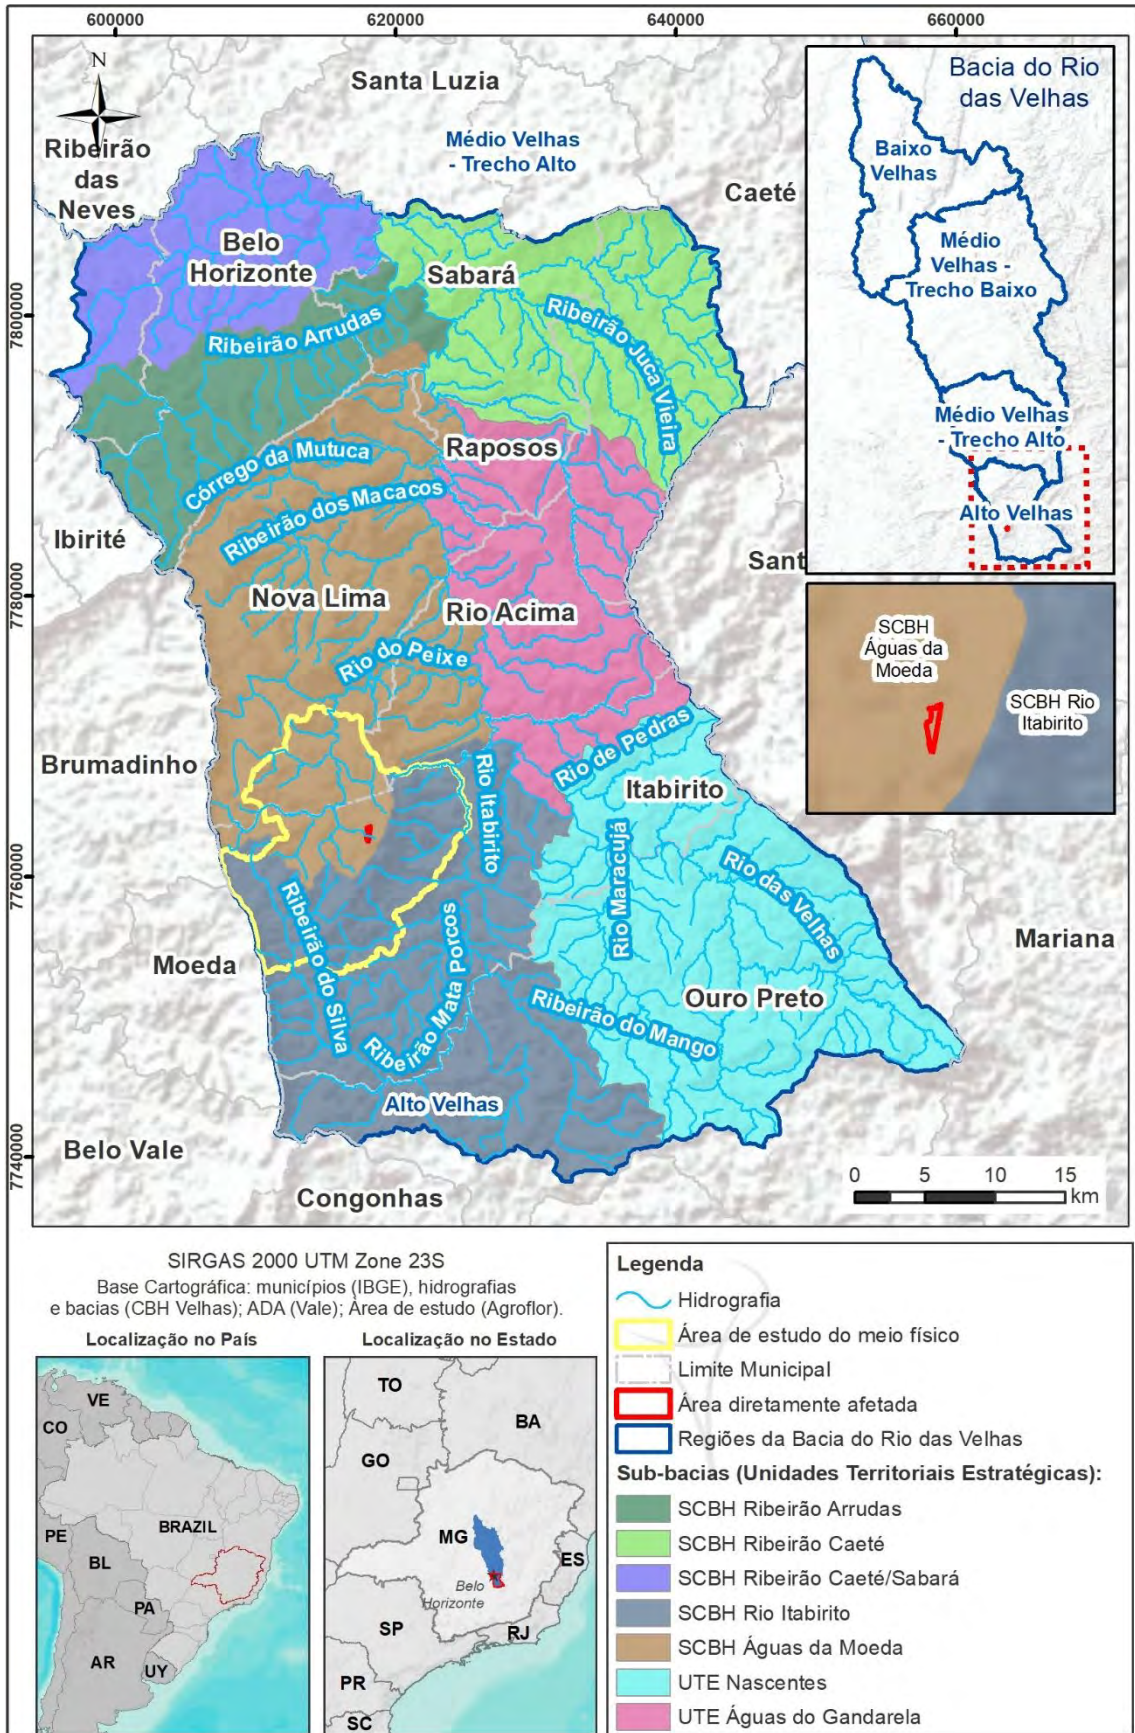 600000
620000
640000
660000
7800000
7780000
7760000
7740000
N
Santa Luzia
Médio Velhas
- Trecho Alto
Ribeirão
das
Neves
Caeté
Belo
Horizonte
Sabará
Ribeirão Arrudas
Ribeirão Juca Vieira
Raposos
Córrego da Mutuca
Ribeirão dos Macacos
Ibirité
Sant
Nova Lima
Rio Acima
Rio do Peixe
Rio de Pedras
Brumadinho
Rio Itabirito
Itabirito
Rio Maracujá
Rio das Velhas
Ribeirão do Silva
Ribeirão Mata Porcos
Moeda
Mariana
Ouro Preto
Ribeirão do Mango
Alto Velhas
Belo Vale
Congonhas
0 5 10 15
km
Bacia do Rio
das Velhas
Baixo
Velhas
Médio
Velhas -
Trecho Baixo
Médio Velhas
- Trecho Alto
Alto Velhas
SCBH
Águas da
Moeda
SCBH Rio
Itabirito
SIRGAS 2000 UTM Zone 23S
Base Cartográfica: municípios (IBGE), hidrografias
e bacias (CBH Velhas); ADA (Vale); Área de estudo (Agroflor).
Localização no País
VE
CO
PE
BRAZIL
BL
PA
AR
UY
Localização no Estado
TO
BA
GO
MG
ES
Belo
Horizonte
SP
RJ
PR
SC
Legenda
Hidrografia
Área de estudo do meio físico
Limite Municipal
Área diretamente afetada
Regiões da Bacia do Rio das Velhas
Sub-bacias (Unidades Territoriais Estratégicas):
SCBH Ribeirão Arrudas
SCBH Ribeirão Caeté
SCBH Ribeirão Caeté/Sabará
SCBH Rio Itabirito
SCBH Águas da Moeda
UTE Nascentes
UTE Águas do Gandarela